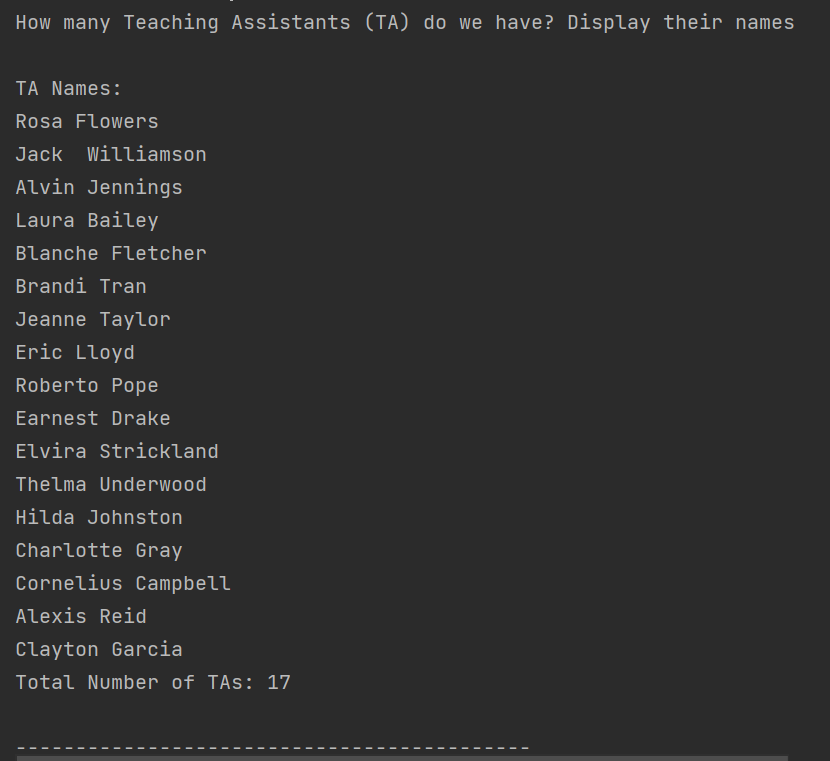 How many Teaching Assistants (TA) do we have? Display their names
TA Names:
Rosa Flowers
Jack  Williamson
Alvin Jennings
Laura Bailey
Blanche Fletcher
Brandi Tran
Jeanne Taylor
Eric Lloyd
Roberto Pope
Earnest Drake
Elvira Strickland
Thelma Underwood
Hilda Johnston
Charlotte Gray
Cornelius Campbell
Alexis Reid
Clayton Garcia
Total Number of TAs: 17
-------------------------------------------